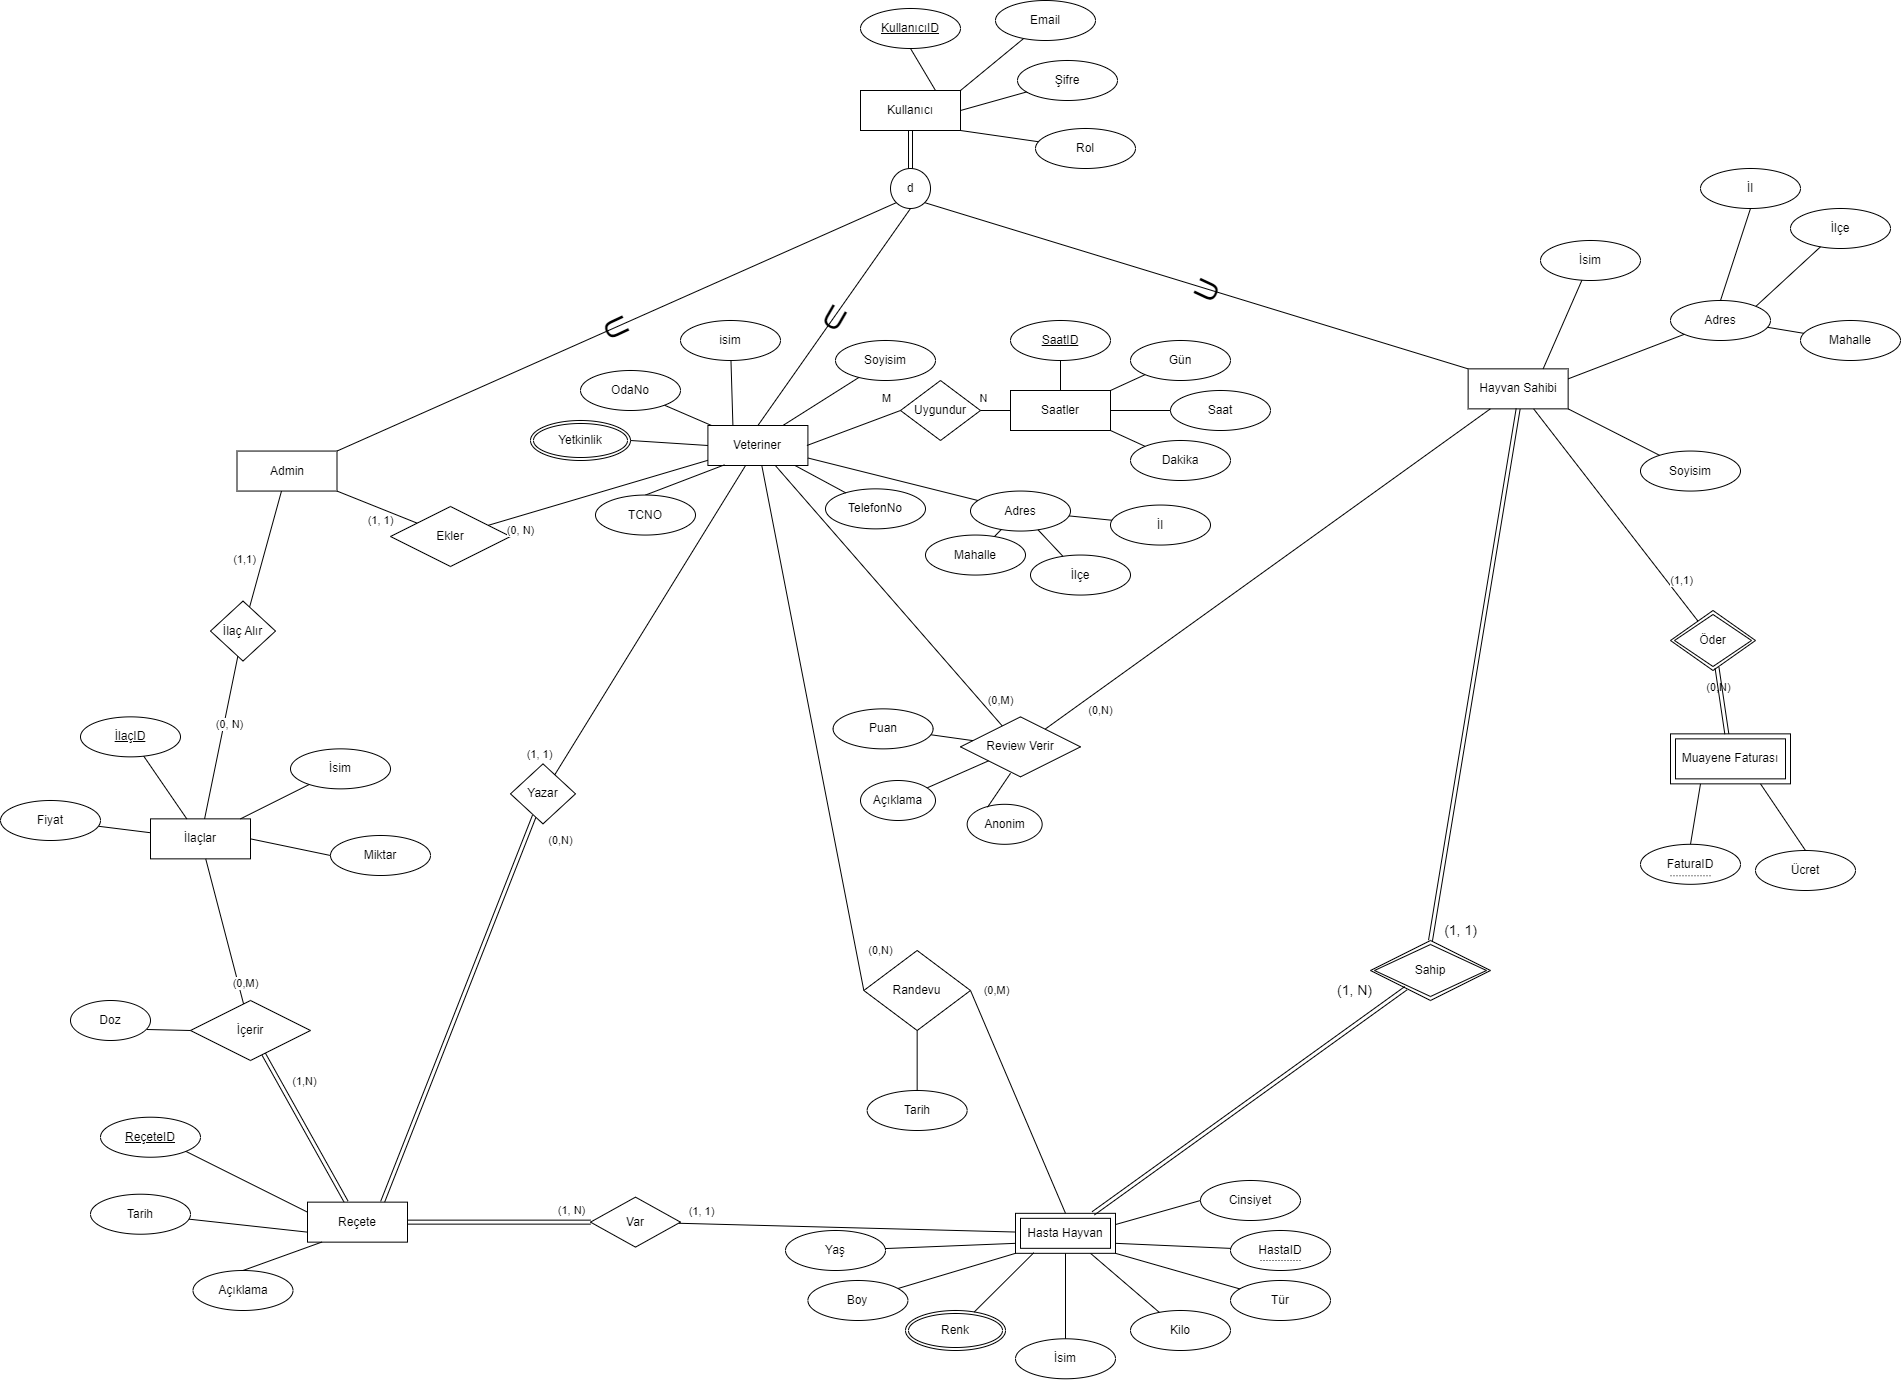 KullanıcıID
Email
Şifre
Kullanıcı
Rol
d
İl
İlçe
İsim
Adres
Mahalle
isim
Soyisim
SaatID
Gün
OdaNo
M
Uygundur
N
Saatler
Saat
Hayvan Sahibi
Yetkinlik
Veteriner
Dakika
Admin
Soyisim
(1, 1)
Ekler
(0, N)
TCNO
TelefonNo
Adres
İl
Mahalle
İlçe
(1,1)
(1,1)
İlaç Alır
Öder
(0, N)
(0,M)
(0,N)
(0,N)
İlaçID
İsim
Puan
Review Verir
Muayene Faturası
(1, 1)
Yazar
Açıklama
Anonim
Fiyat
İlaçlar
Miktar
(0,N)
FaturaID
Ücret
(0,N)
(1, 1)
(0,M)
Randevu
(0,M)
(1, N)
Sahip
Doz
İçerir
(1,N)
Tarih
ReçeteID
Tarih
Reçete
(1, N)
Var
(1, 1)
Hasta Hayvan
Cinsiyet
Yaş
HastaID
Açıklama
Boy
Renk
İsim
Kilo
Tür